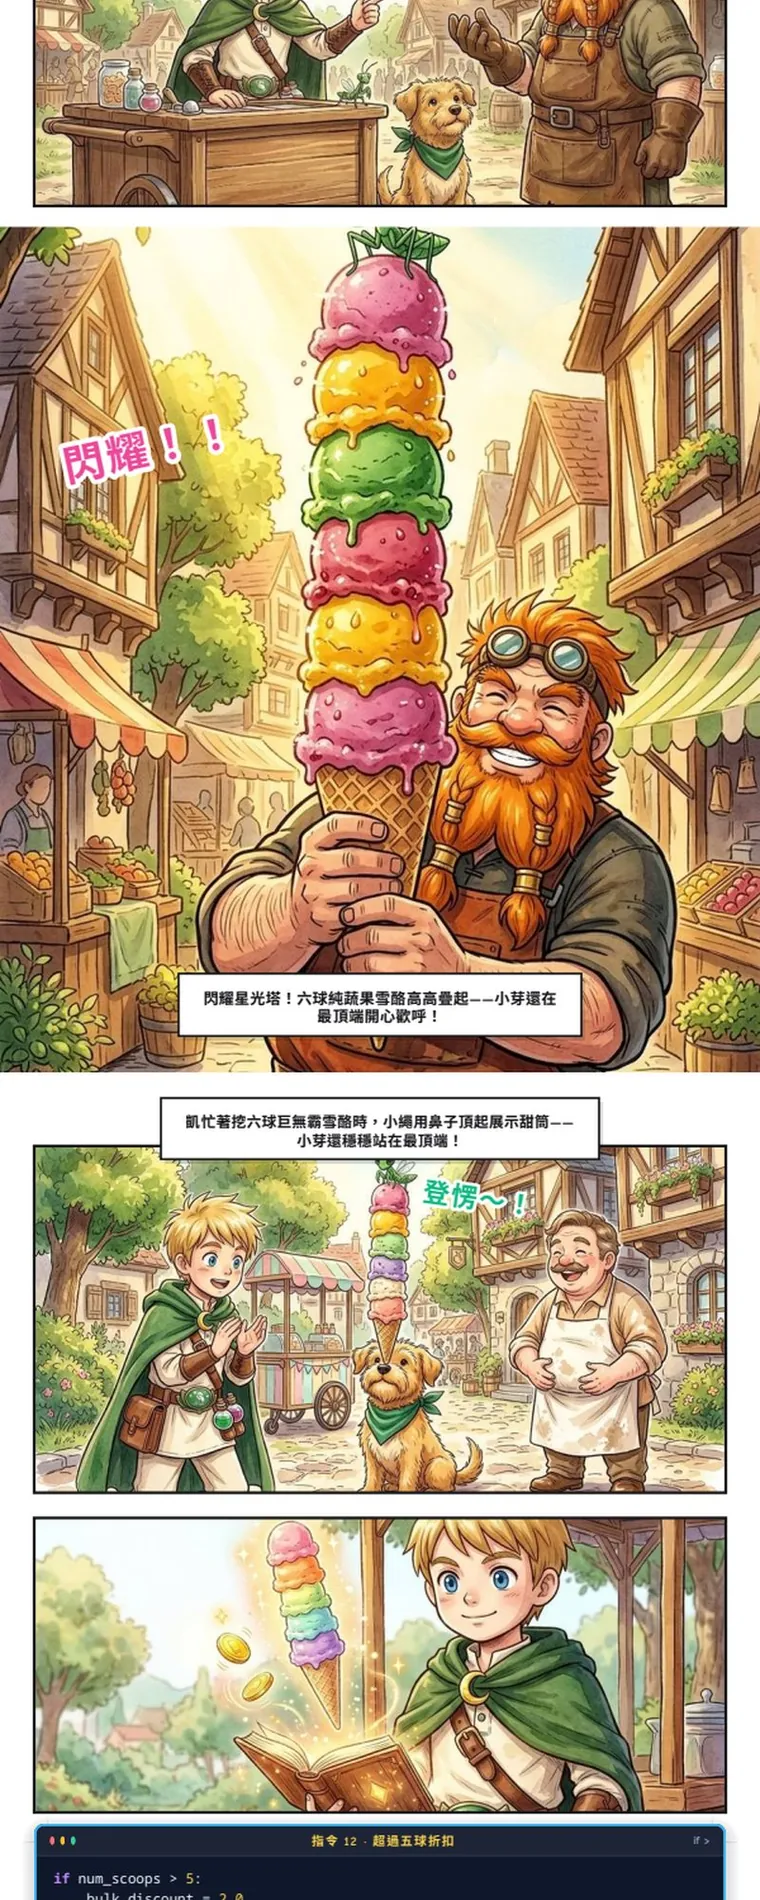 閃耀！！
閃耀星光塔！六球純蔬果雪酪高高疊起——小芽還在
最頂端開心歡呼！
凱忙著挖六球巨無霸雪酪時，小繩用鼻子頂起展示甜筒——
小芽還穩穩站在最頂端！
登愣～！
指令 12 · 超過五球折扣
if >
if num_scoops > 5:
bulk_discount = 2.0